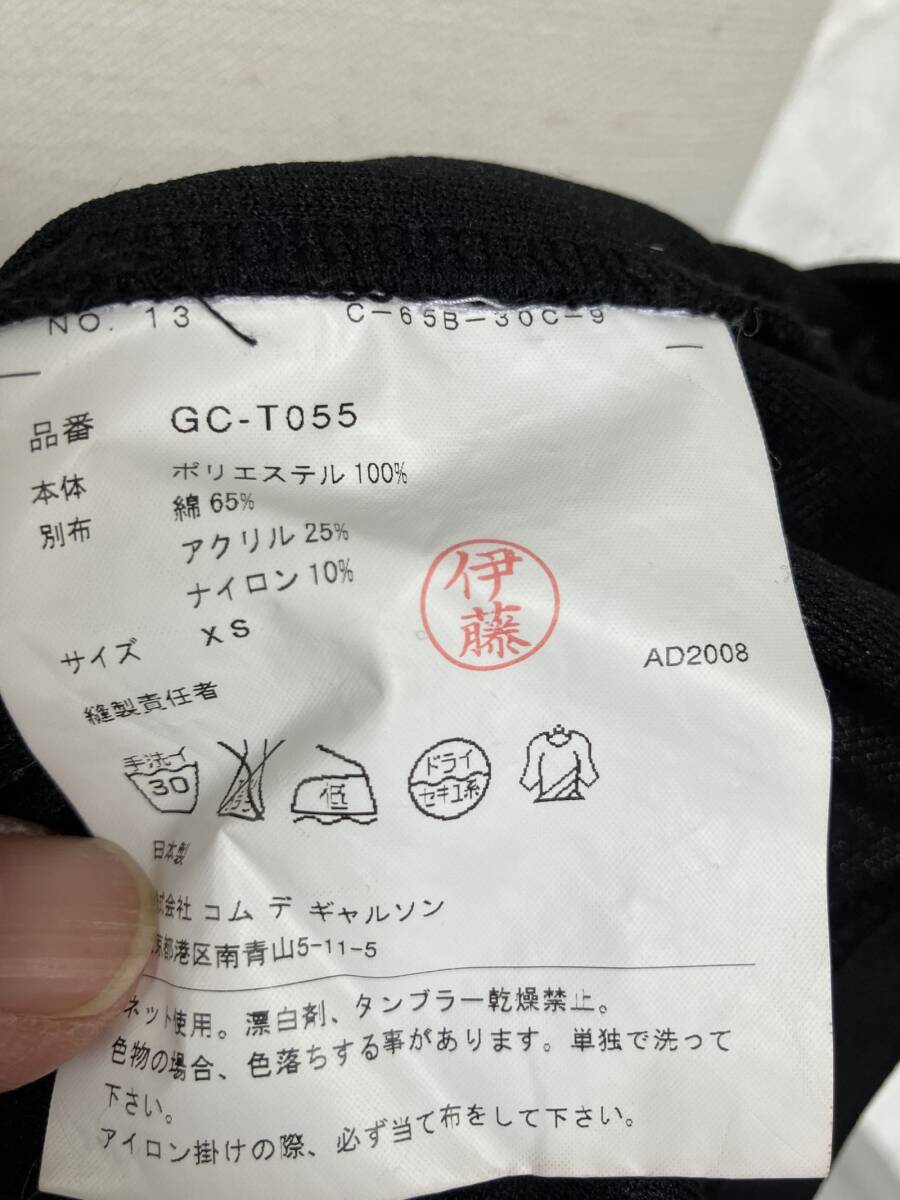 NO. 13 C-65B-30C-9
品番 GC-T055
本体 ポリエステル 100%
別布 綿 65%
アクリル 25%
ナイロン 10%
サイズ XS
縫製責任者
伊藤
AD2008
手洗イ 30
低
ドライ
セキユ系
日本製
式会社 コム デ ギャルソン
京都港区南青山5-11-5
ネット使用。漂白剤、タンブラー乾燥禁止。
色物の場合、色落ちする事があります。単独で洗って
下さい。
アイロン掛けの際、必ず当て布をして下さい。